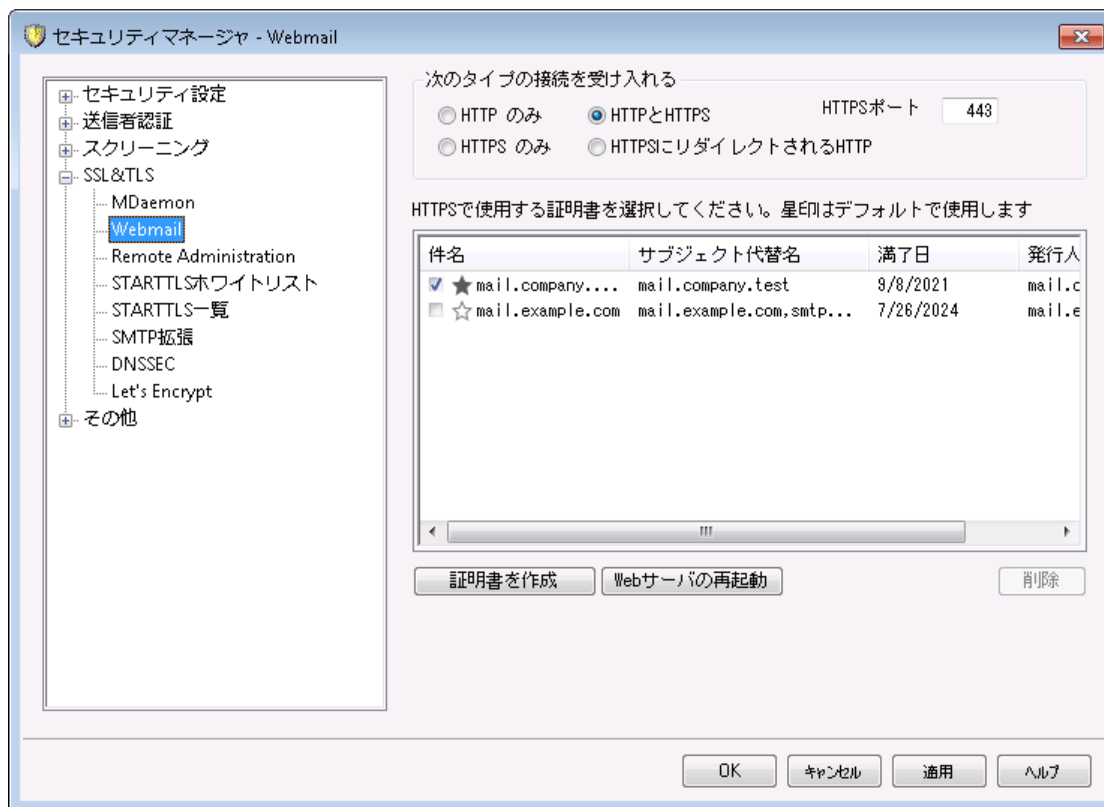 セキュリティマネージャ - Webmail
セキュリティ設定
送信者認証
スクリーニング
SSL&TLS
MDaemon
Webmail
Remote Administration
STARTTLSホワイトリスト
STARTTLS一覧
SMTP拡張
DNSSEC
Let's Encrypt
その他
次のタイプの接続を受け入れる
HTTP のみ HTTPとHTTPS HTTPSポート 443
HTTPS のみ HTTPSにリダイレクトされるHTTP
HTTPSで使用する証明書を選択してください。星印はデフォルトで使用します
件名 サブジェクト代替名 満了日 発行人
mail.company.... mail.company.test 9/8/2021 mail.c
mail.example.com mail.example.com,smtp... 7/26/2024 mail.e
証明書を作成 Webサーバの再起動 削除
OK キャンセル 適用 ヘルプ